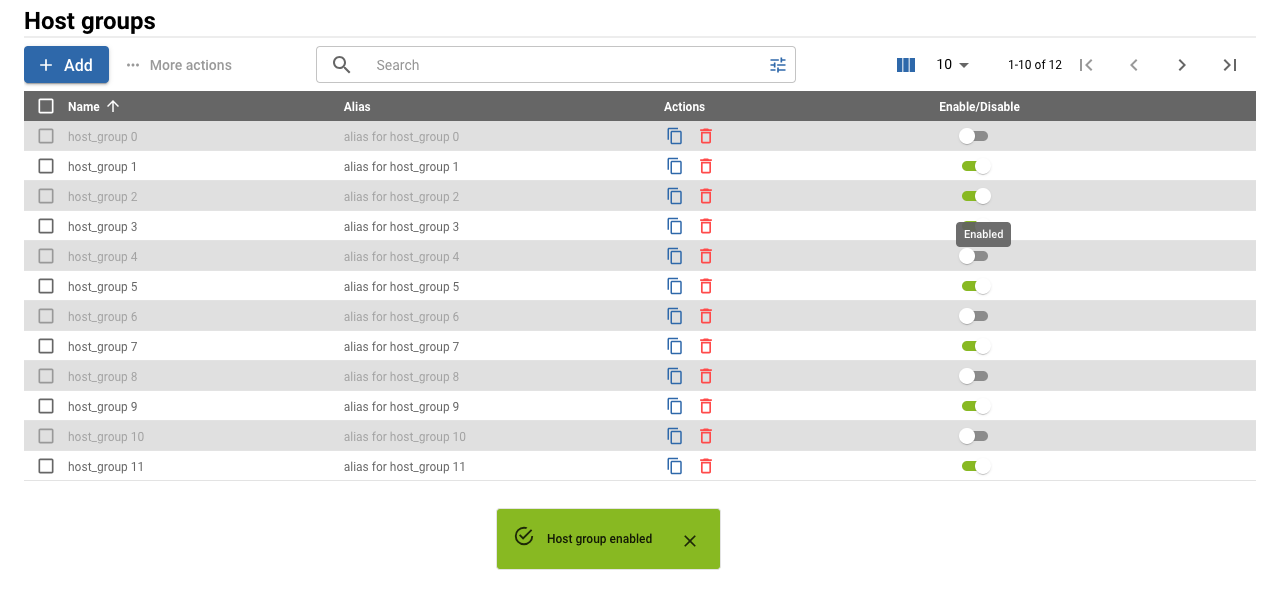 Host groups
Add
More actions
Search
10
1-10 of 12
Name Alias Actions Enable/Disable
host_group 0 alias for host_group 0
host_group 1 alias for host_group 1
host_group 2 alias for host_group 2
host_group 3 alias for host_group 3
Enabled
host_group 4 alias for host_group 4
host_group 5 alias for host_group 5
host_group 6 alias for host_group 6
host_group 7 alias for host_group 7
host_group 8 alias for host_group 8
host_group 9 alias for host_group 9
host_group 10 alias for host_group 10
host_group 11 alias for host_group 11
Host group enabled